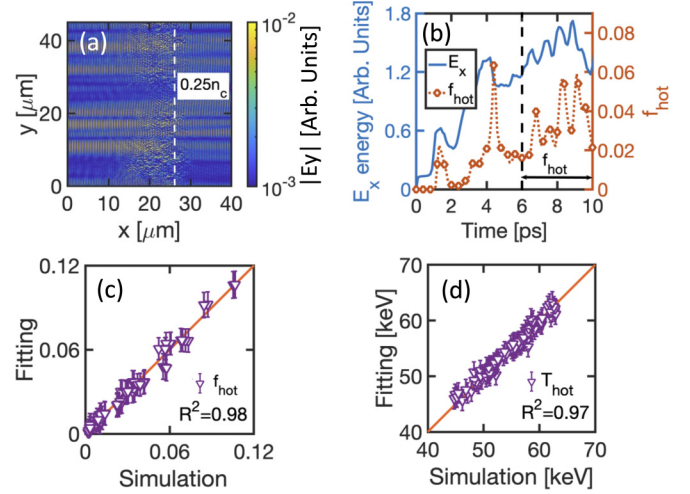 (a)
y [μm]
40
20
0
0 10 20 30 40
x [μm]
0.25n_c
10^-2
10^-3
|Ey| [Arb. Units]
(b)
E_x energy [Arb. Units]
1.8
1.2
0.6
0
E_x
f_hot
f_hot
0.08
0.06
0.04
0.02
0
f_hot
0 2 4 6 8 10
Time [ps]
(c)
Fitting
0.12
0.06
0
f_hot
R²=0.98
0 0.06 0.12
Simulation
(d)
Fitting [keV]
70
60
50
40
T_hot
R²=0.97
40 50 60 70
Simulation [keV]